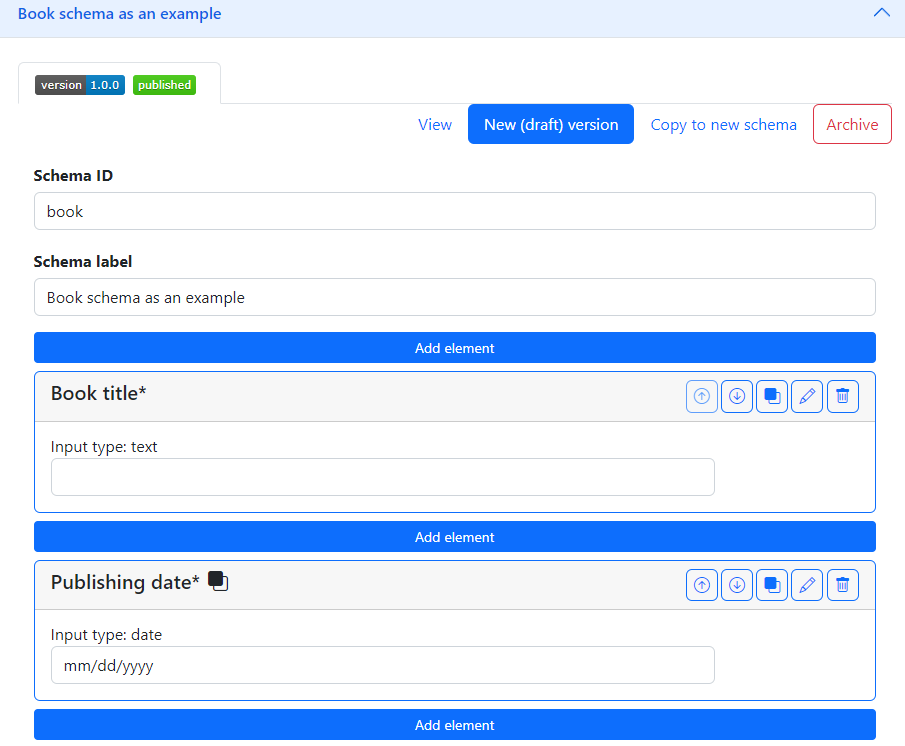 Book schema as an example
version 1.0.0 published
View New (draft) version Copy to new schema Archive
Schema ID
book
Schema label
Book schema as an example
Add element
Book title*
Input type: text
Add element
Publishing date*
Input type: date
mm/dd/yyyy
Add element